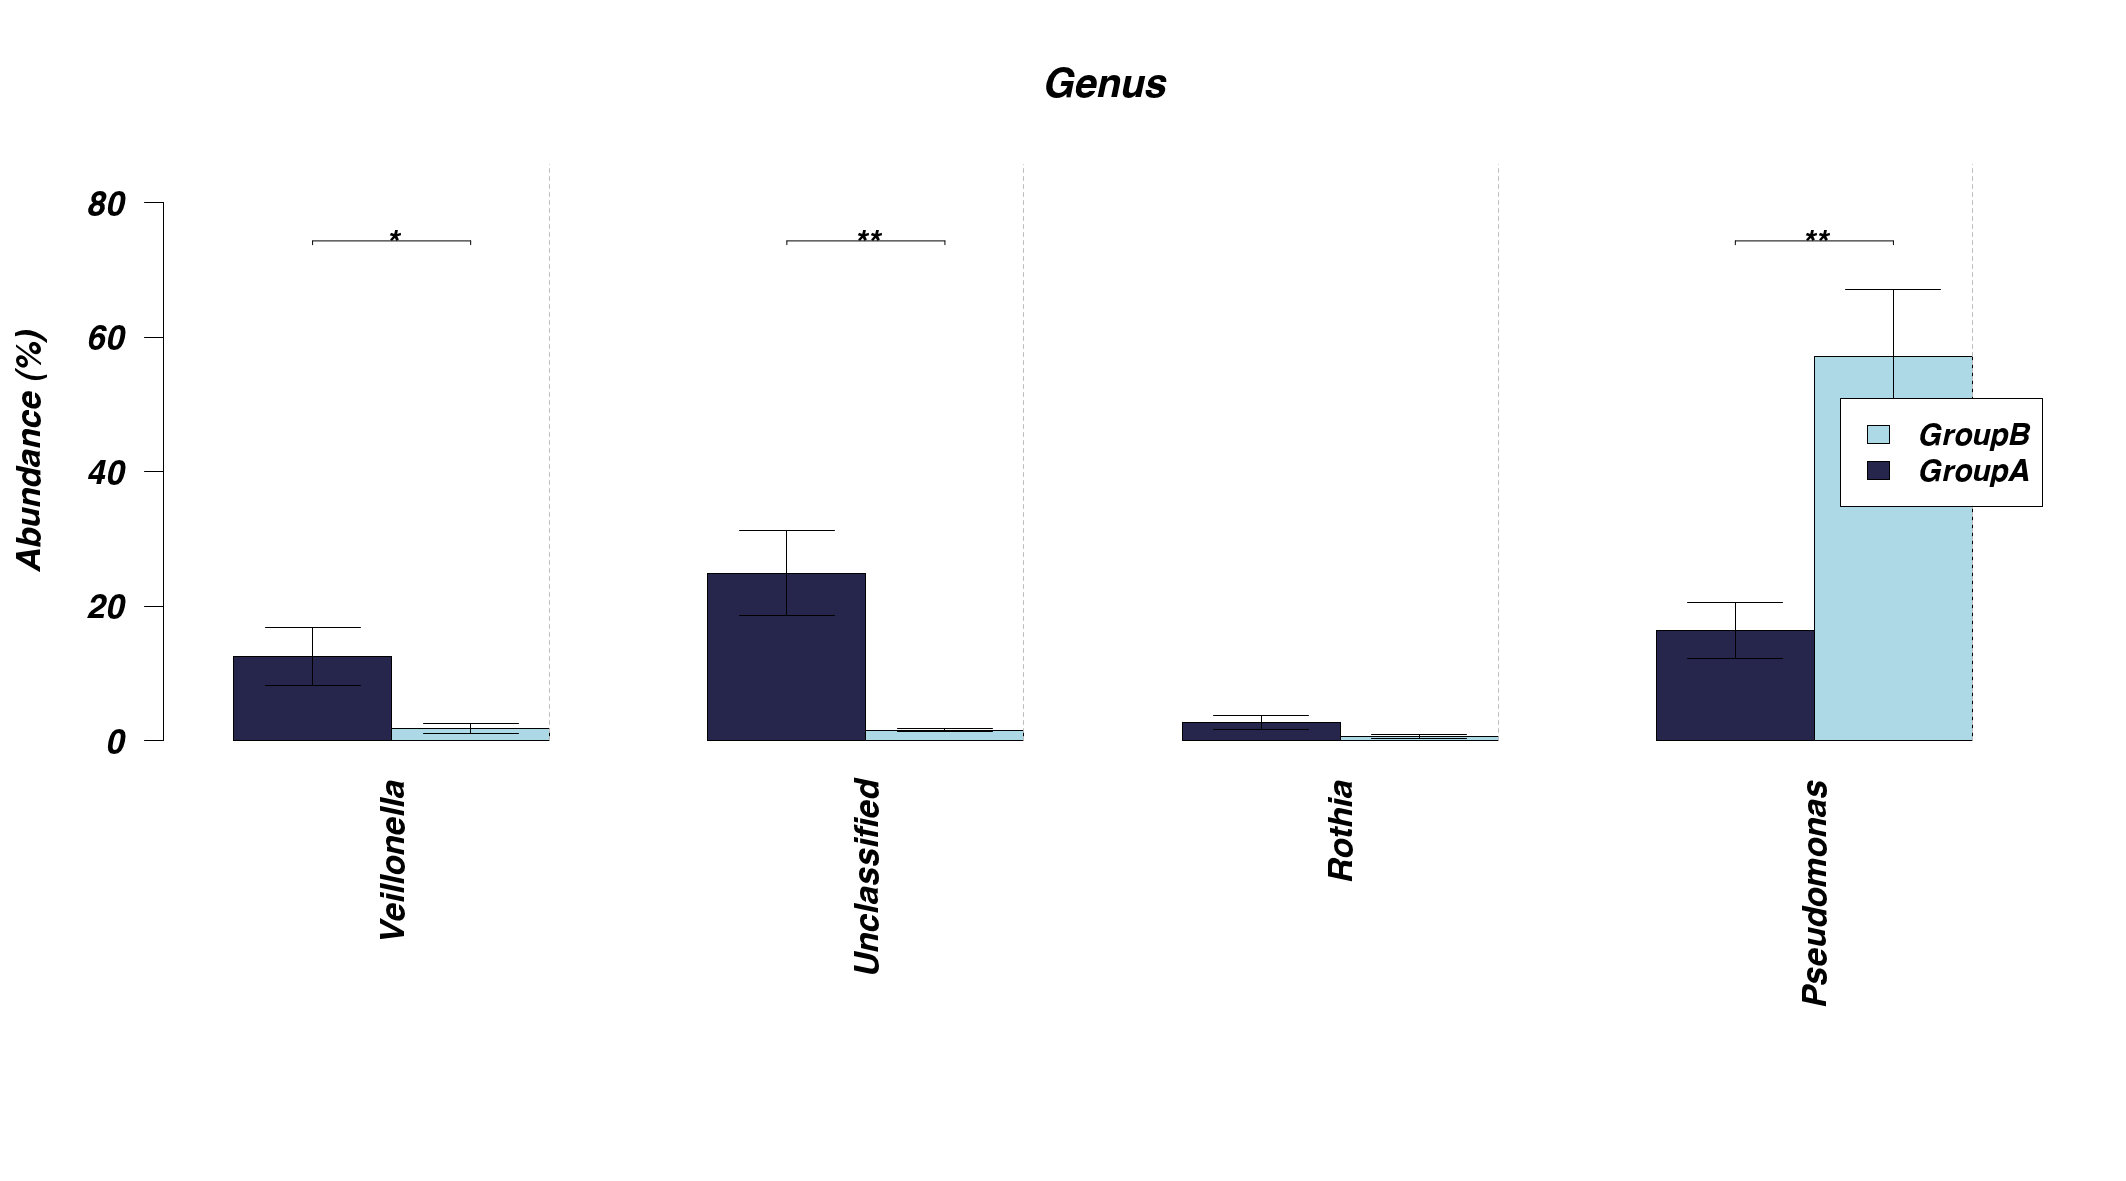 Genus
Abundance (%)
80
60
40
20
0
*
**
**
GroupB
GroupA
Veillonella
Unclassified
Rothia
Pseudomonas